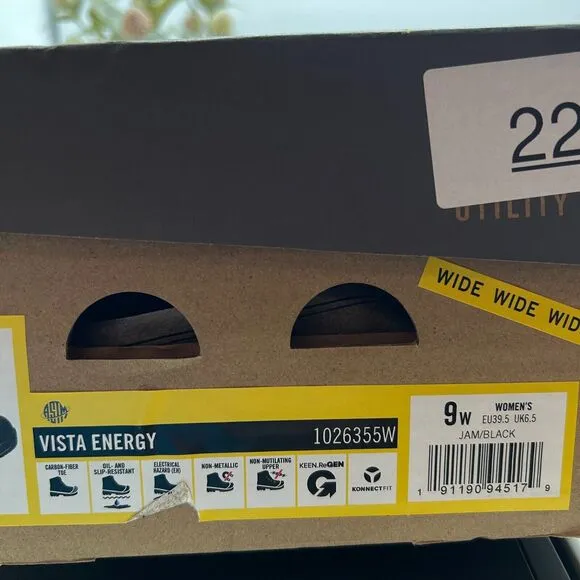 22
UTILITY
WIDE WIDE WID
ASTM
VISTA ENERGY 1026355W
CARBON-FIBER
TOE
OIL- AND
SLIP-RESISTANT
ELECTRICAL
HAZARD (EH)
NON-METALLIC
NON-MUTILATING
UPPER
KEEN.ReGEN
KONNECTFIT
9W WOMEN'S
EU39.5 UK6.5
JAM/BLACK
1 91190 94517 9